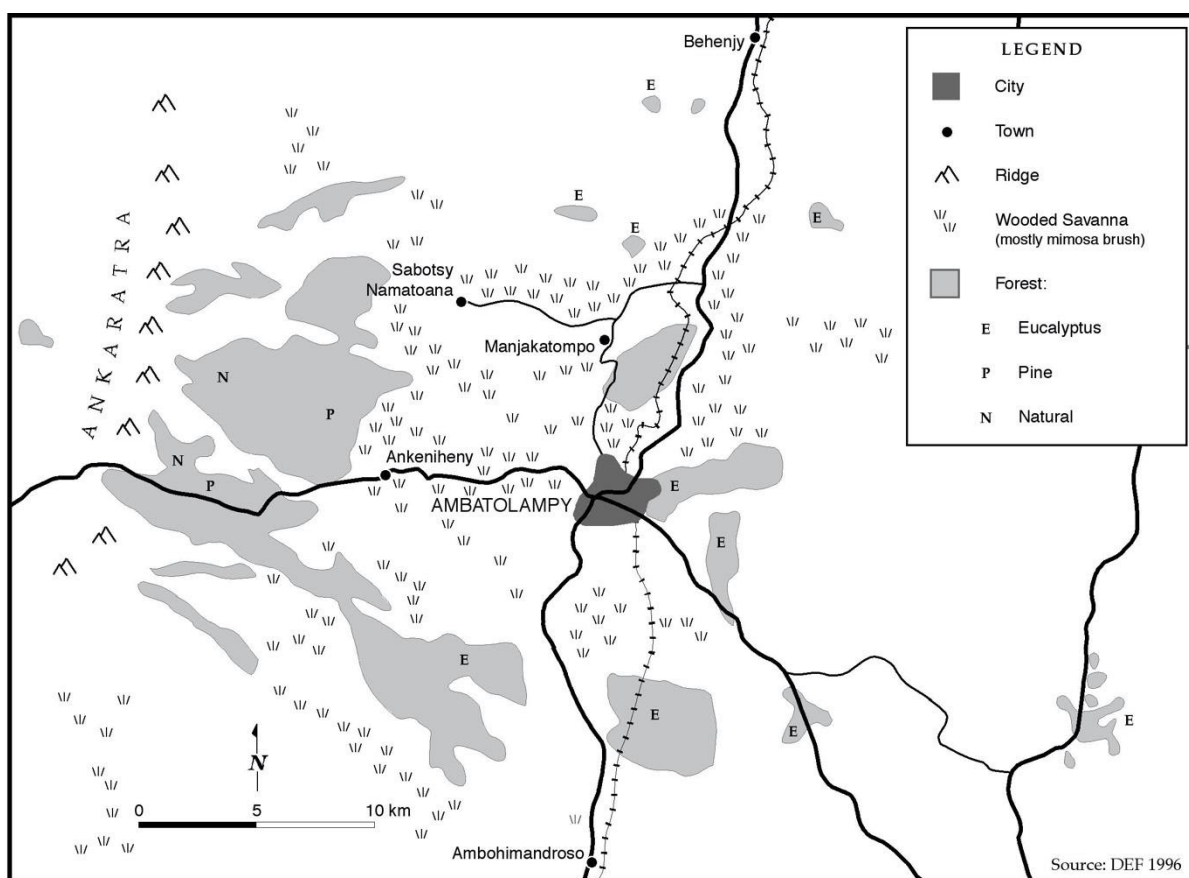 Behenjy
E
E
E
E
ANKARATRA
Sabotsy
Namatoana
Manjakatompo
N
P
N
P
Ankeniheny
AMBATOLAMPY
E
E
E
E
E
E
N
0
5
10 km
Ambohimandroso
LEGEND
City
Town
Ridge
Wooded Savanna
(mostly mimosa brush)
Forest:
E
Eucalyptus
P
Pine
N
Natural
Source: DEF 1996